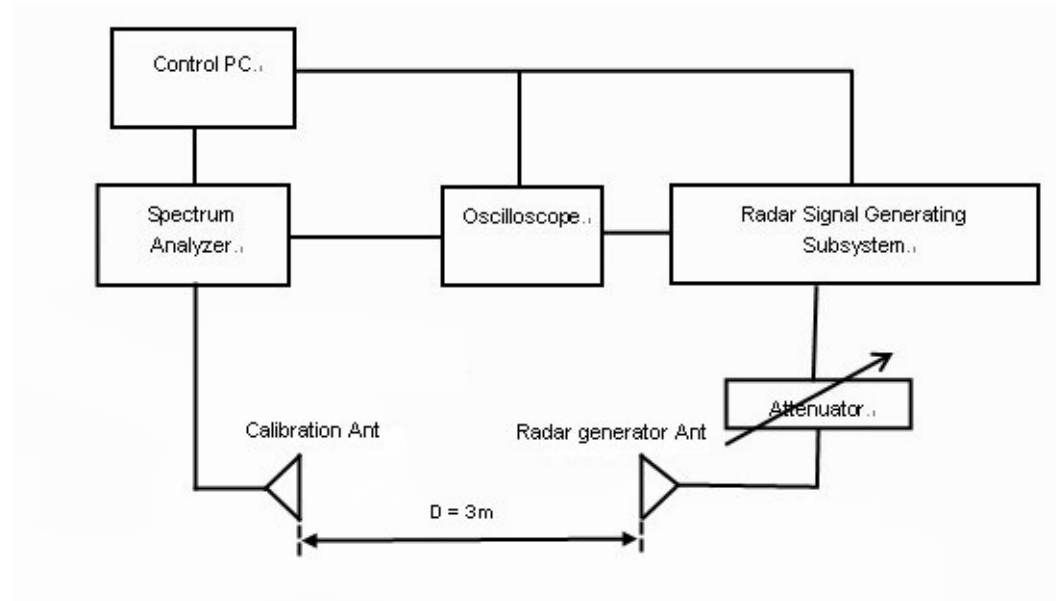 Control PC.
Spectrum
Analyzer.
Oscilloscope.
Radar Signal Generating
Subsystem.
Attenuator.
Calibration Ant
Radar generator Ant
D = 3m